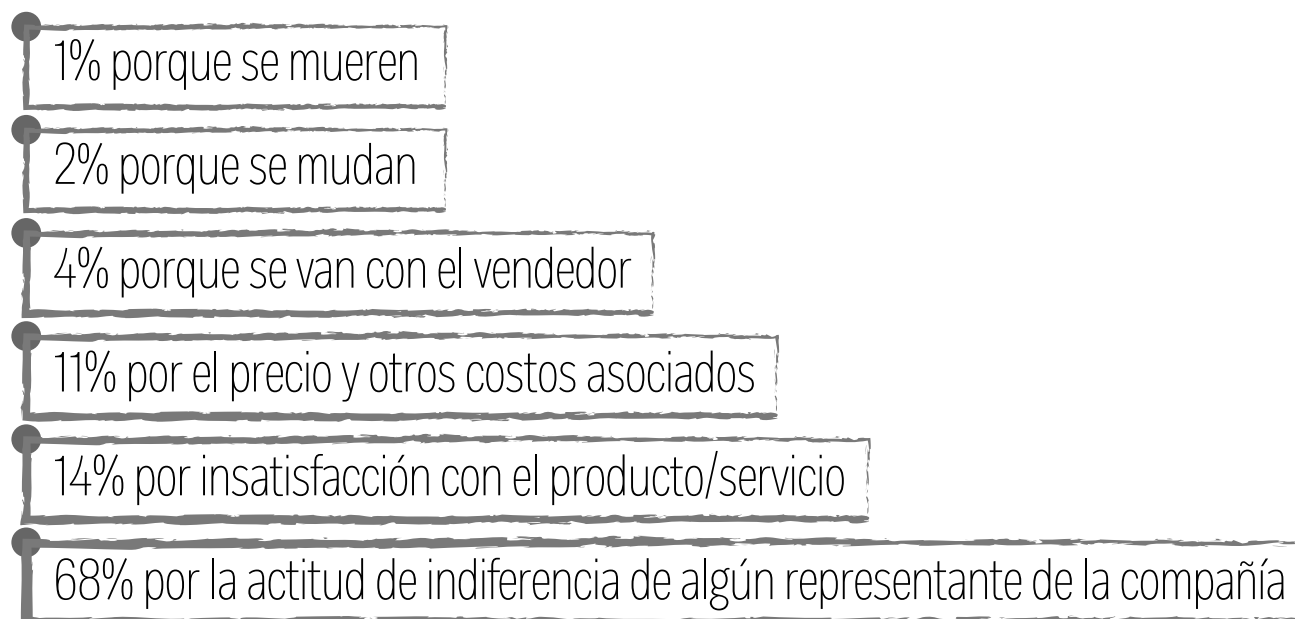 1% porque se mueren
2% porque se mudan
4% porque se van con el vendedor
11% por el precio y otros costos asociados
14% por insatisfacción con el producto/servicio
68% por la actitud de indiferencia de algún representante de la compañía